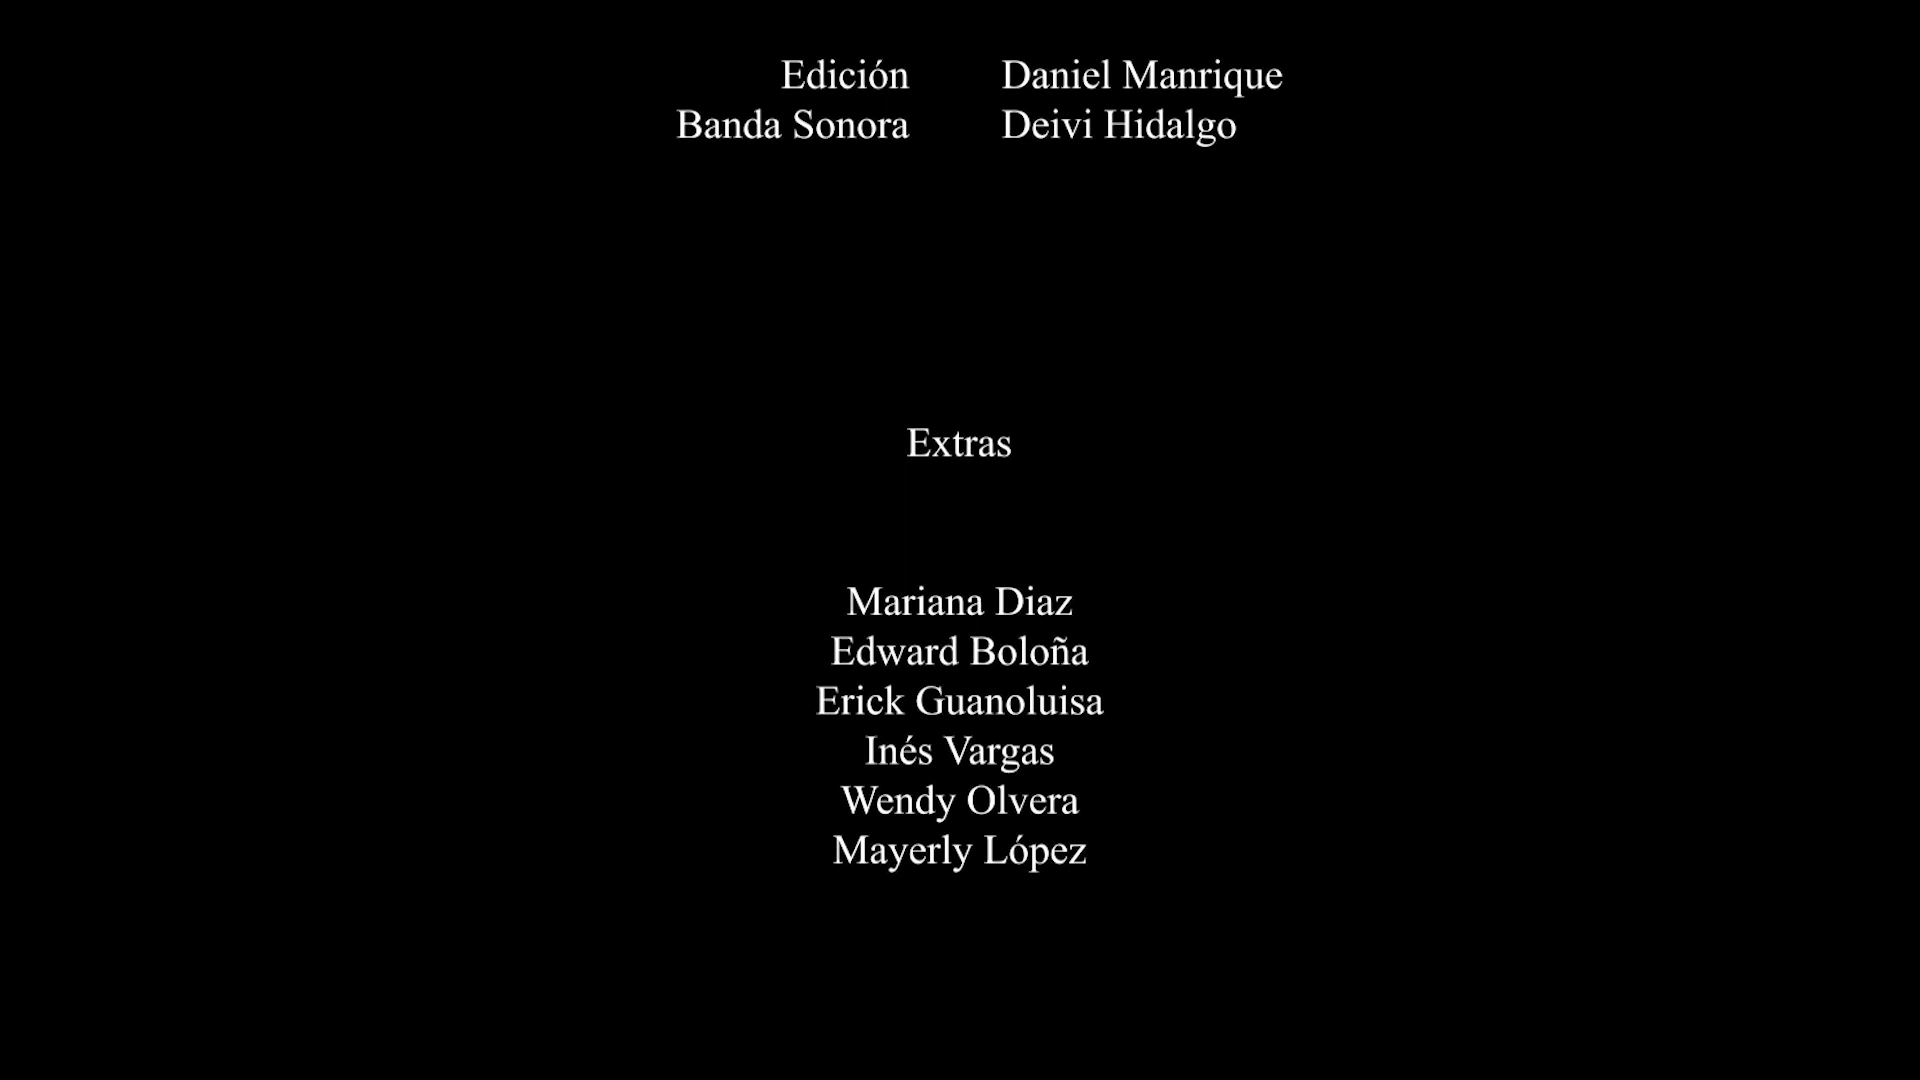 Edición Daniel Manrique
Banda Sonora Deivi Hidalgo
Extras
Mariana Diaz
Edward Boloña
Erick Guanoluisa
Inés Vargas
Wendy Olvera
Mayerly López